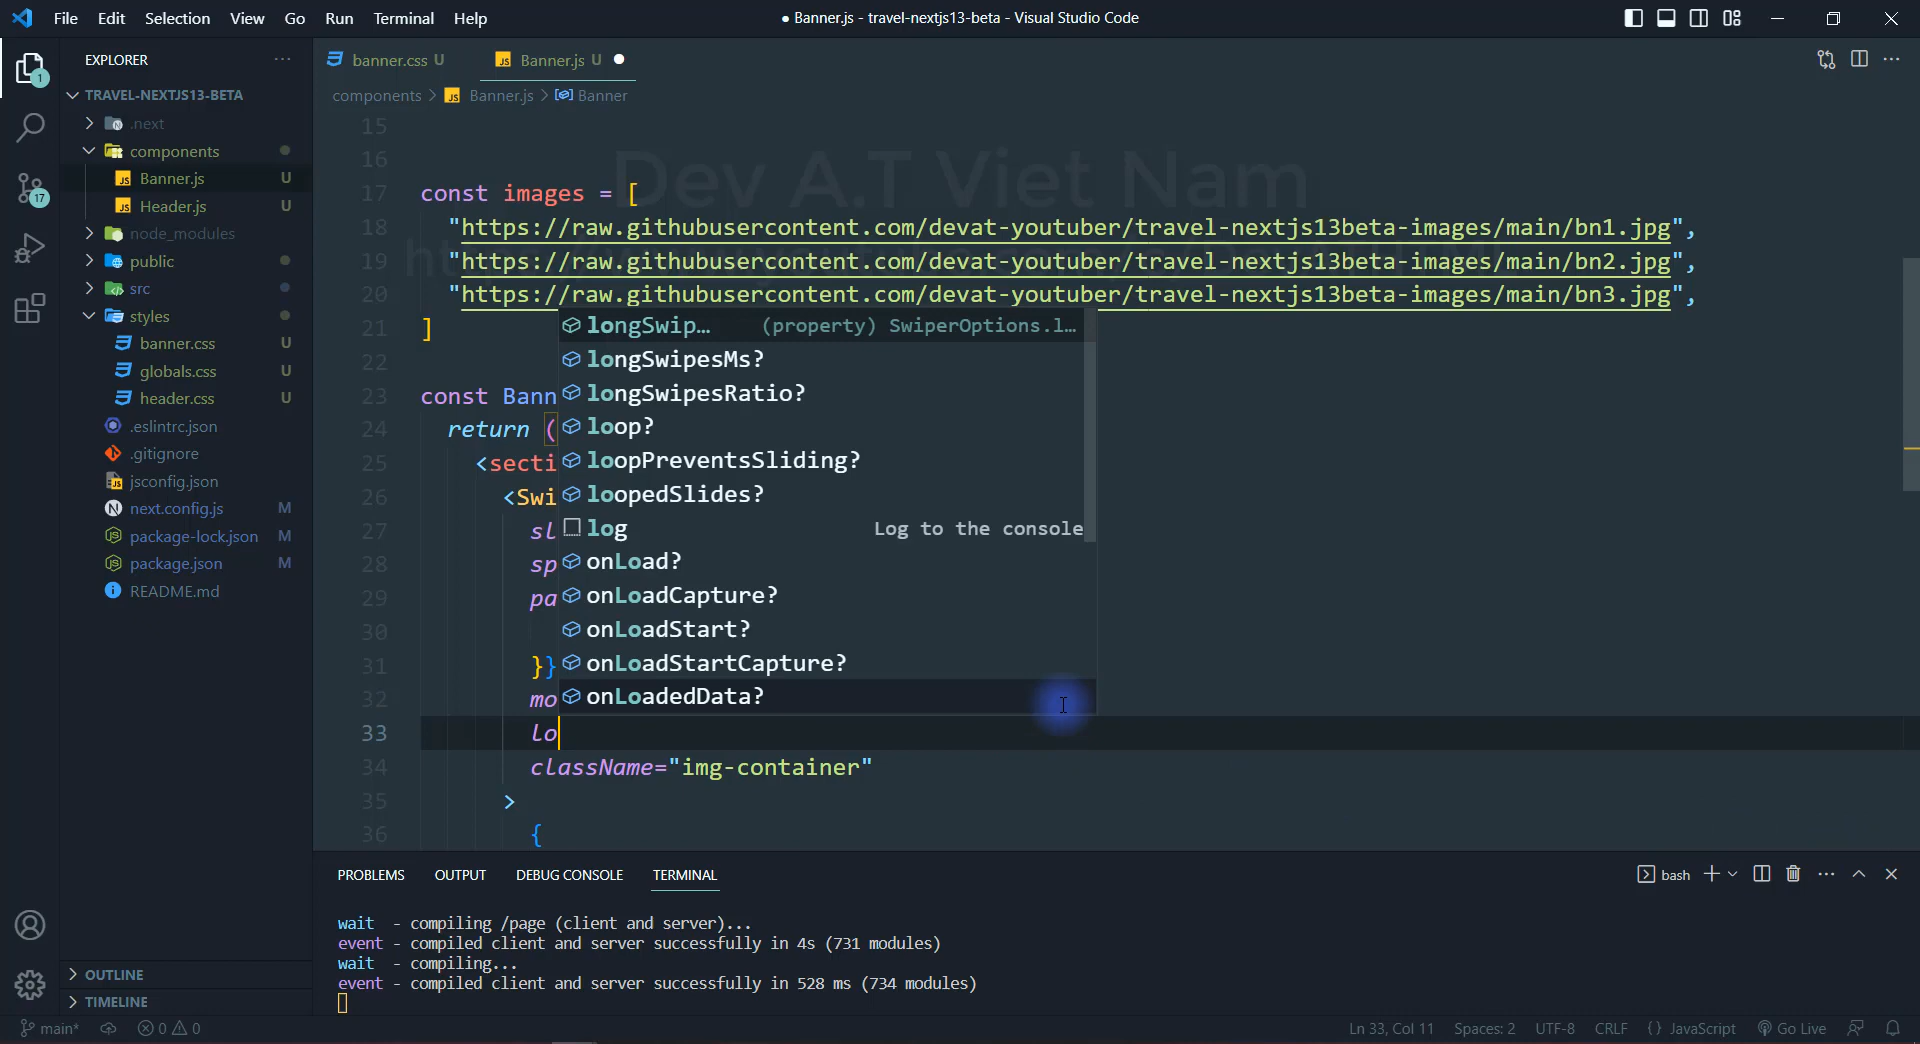 File Edit Selection View Go Run Terminal Help
● Banner.js - travel-nextjs13-beta - Visual Studio Code
EXPLORER
TRAVEL-NEXTJS13-BETA
.next
components
Banner.js U
Header.js U
node_modules
public
src
styles
banner.css U
globals.css U
header.css U
.eslintrc.json
.gitignore
jsconfig.json
next.config.js M
package-lock.json M
package.json M
README.md
OUTLINE
TIMELINE
1
17
banner.css U
Banner.js U
components > Banner.js > Banner
Dev A.T Viet Nam
15
16
17 const images = [
18 "https://raw.githubusercontent.com/devat-youtuber/travel-nextjs13beta-images/main/bn1.jpg",
19 "https://raw.githubusercontent.com/devat-youtuber/travel-nextjs13beta-images/main/bn2.jpg",
20 "https://raw.githubusercontent.com/devat-youtuber/travel-nextjs13beta-images/main/bn3.jpg",
21 ]
22
23 const Bann
24 return (
25 <secti
26 <Swi
27 sl
28 sp
29 pa
30
31 }}
32 mo
33 lo
34 className="img-container"
35 >
36 {
longSwip... (property) SwiperOptions.l...
longSwipesMs?
longSwipesRatio?
loop?
loopPreventsSliding?
loopedSlides?
log Log to the console
onLoad?
onLoadCapture?
onLoadStart?
onLoadStartCapture?
onLoadedData?
PROBLEMS OUTPUT DEBUG CONSOLE TERMINAL
bash
wait - compiling /page (client and server)...
event - compiled client and server successfully in 4s (731 modules)
wait - compiling...
event - compiled client and server successfully in 528 ms (734 modules)
main* 0 0
Ln 33, Col 11 Spaces: 2 UTF-8 CRLF {} JavaScript Go Live